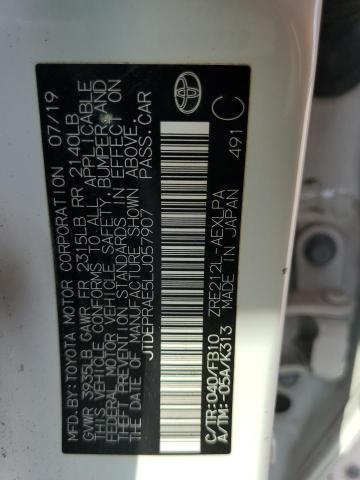 MFD. BY: TOYOTA MOTOR CORPORATION 07/19
GVWR 3935LB GAWR FR 2315LB RR 2140LB
THIS VEHICLE CONFORMS TO ALL APPLICABLE
FEDERAL MOTOR VEHICLE SAFETY, BUMPER, AND
THEFT PREVENTION STANDARDS IN EFFECT ON
THE DATE OF MANUFACTURE SHOWN ABOVE.
JTDEPRAE5LJ057907 PASS. CAR
C/TR: 040/FB10 ZRE212L-AEXLPA
A/TM: -05A/K313 MADE IN JAPAN 491 C